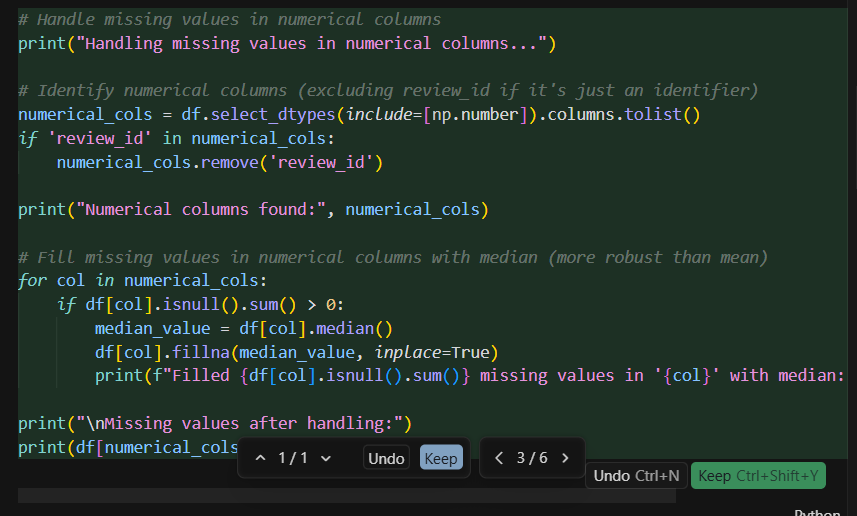 # Handle missing values in numerical columns
print("Handling missing values in numerical columns...")
# Identify numerical columns (excluding review_id if it's just an identifier)
numerical_cols = df.select_dtypes(include=[np.number]).columns.tolist()
if 'review_id' in numerical_cols:
    numerical_cols.remove('review_id')
print("Numerical columns found:", numerical_cols)
# Fill missing values in numerical columns with median (more robust than mean)
for col in numerical_cols:
    if df[col].isnull().sum() > 0:
        median_value = df[col].median()
        df[col].fillna(median_value, inplace=True)
        print(f"Filled {df[col].isnull().sum()} missing values in '{col}' with median:
print("\nMissing values after handling:")
print(df[numerical_cols
1/1 Undo Keep 3/6
Undo Ctrl+N Keep Ctrl+Shift+Y
Python